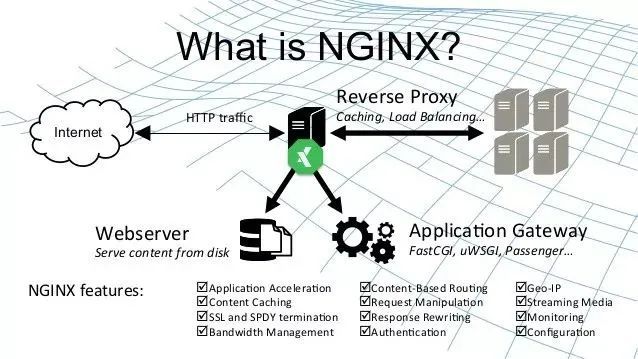 What is NGINX?
Internet
HTTP traffic
Reverse Proxy
Caching, Load Balancing...
Webserver
Serve content from disk
Application Gateway
FastCGI, uWSGI, Passenger...
NGINX features:
☑Application Acceleration
☑Content Caching
☑SSL and SPDY termination
☑Bandwidth Management
☑Content-Based Routing
☑Request Manipulation
☑Response Rewriting
☑Authentication
☑Geo-IP
☑Streaming Media
☑Monitoring
☑Configuration